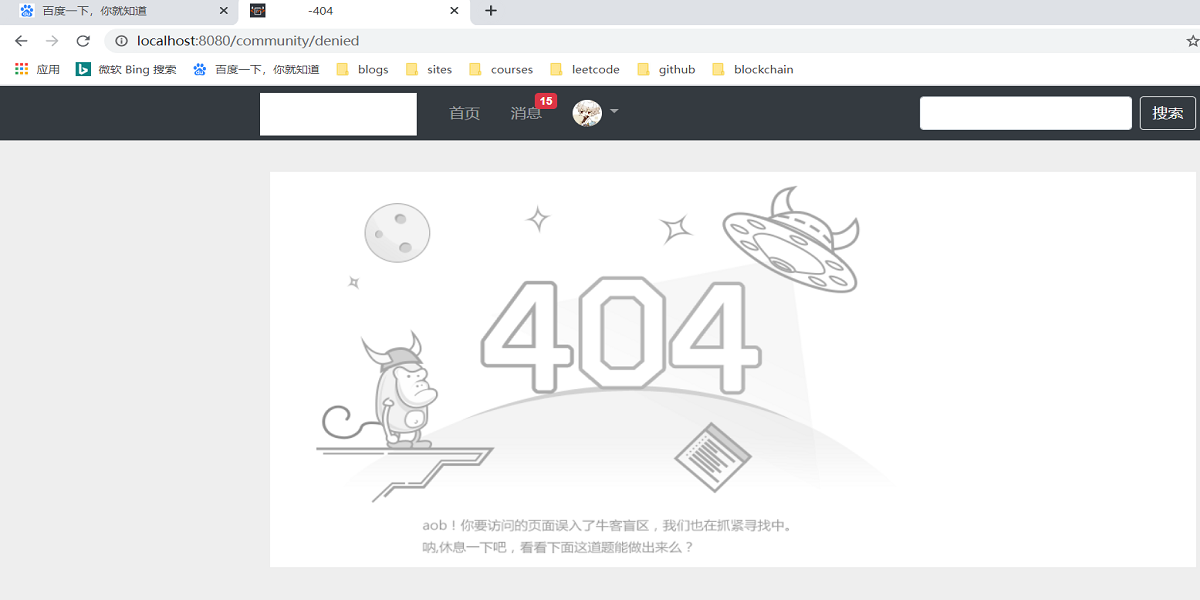 百度一下，你就知道
-404
localhost:8080/community/denied
应用 微软 Bing 搜索 百度一下，你就知道 blogs sites courses leetcode github blockchain
首页 消息 15 搜索
404
aob！你要访问的页面误入了牛客盲区，我们也在抓紧寻找中。
呐,休息一下吧，看看下面这道题能做出来么？